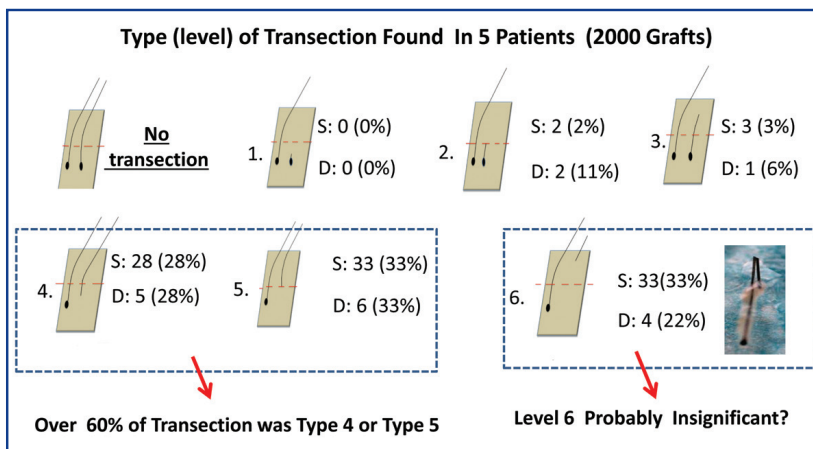 Type (level) of Transection Found In 5 Patients (2000 Grafts)
No
transection
1.
S: 0 (0%)
D: 0 (0%)
2.
S: 2 (2%)
D: 2 (11%)
3.
S: 3 (3%)
D: 1 (6%)
4.
S: 28 (28%)
D: 5 (28%)
5.
S: 33 (33%)
D: 6 (33%)
6.
S: 33(33%)
D: 4 (22%)
Over 60% of Transection was Type 4 or Type 5
Level 6 Probably Insignificant?